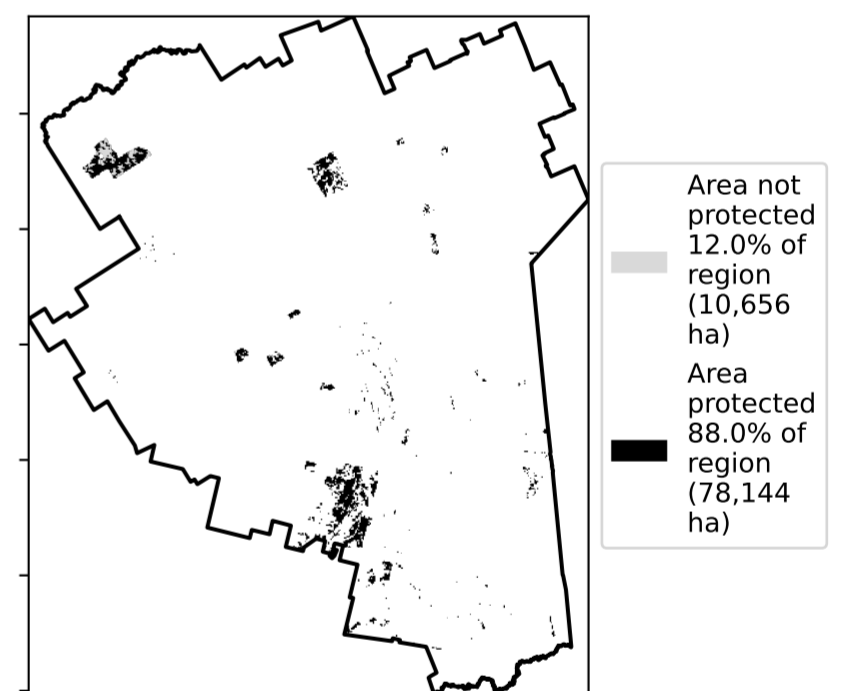 Area not
protected
12.0% of
region
(10,656
ha)
Area
protected
88.0% of
region
(78,144
ha)